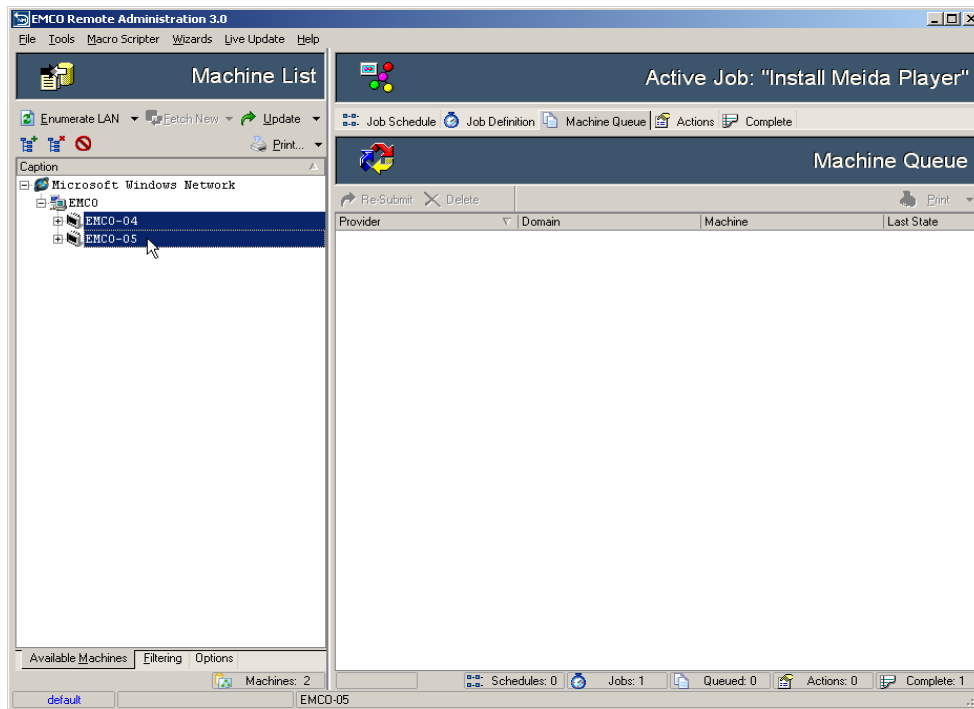 EMCO Remote Administration 3.0
File Tools Macro Scripter Wizards Live Update Help
Machine List
Active Job: "Install Meida Player"
Enumerate LAN Fetch New Update
Print...
Job Schedule Job Definition Machine Queue Actions Complete
Machine Queue
Re-Submit Delete Print
Caption
Provider Domain Machine Last State
Microsoft Windows Network
EMCO
EMCO-04
EMCO-05
Available Machines Filtering Options
Machines: 2
Schedules: 0 Jobs: 1 Queued: 0 Actions: 0 Complete: 1
default EMCO-05